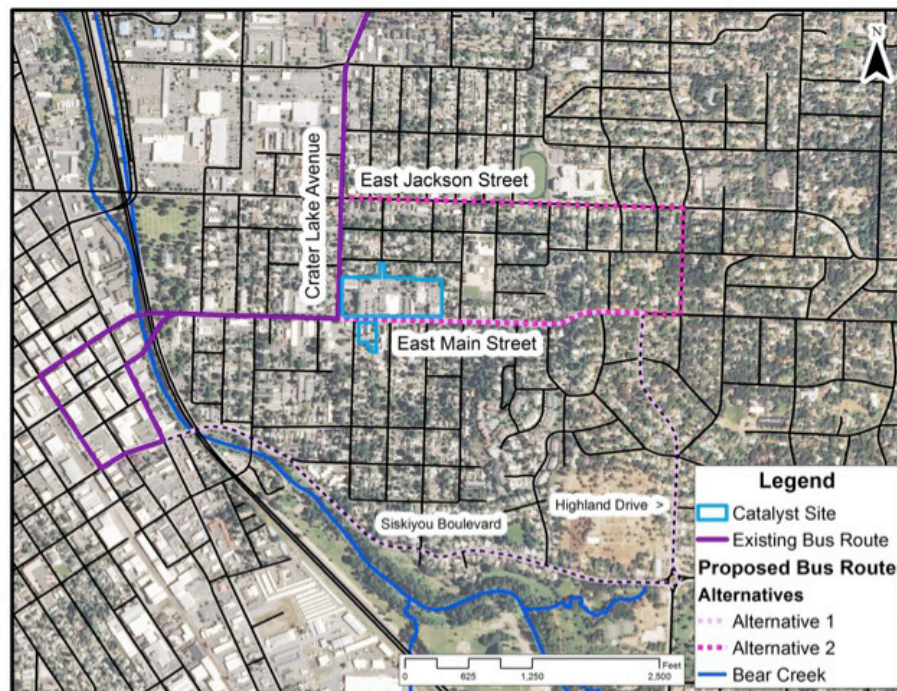 N
Crater Lake Avenue
East Jackson Street
East Main Street
Siskiyou Boulevard
Highland Drive >
Legend
Catalyst Site
Existing Bus Route
Proposed Bus Route
Alternatives
Alternative 1
Alternative 2
Bear Creek
Feet
0 625 1,250 2,500